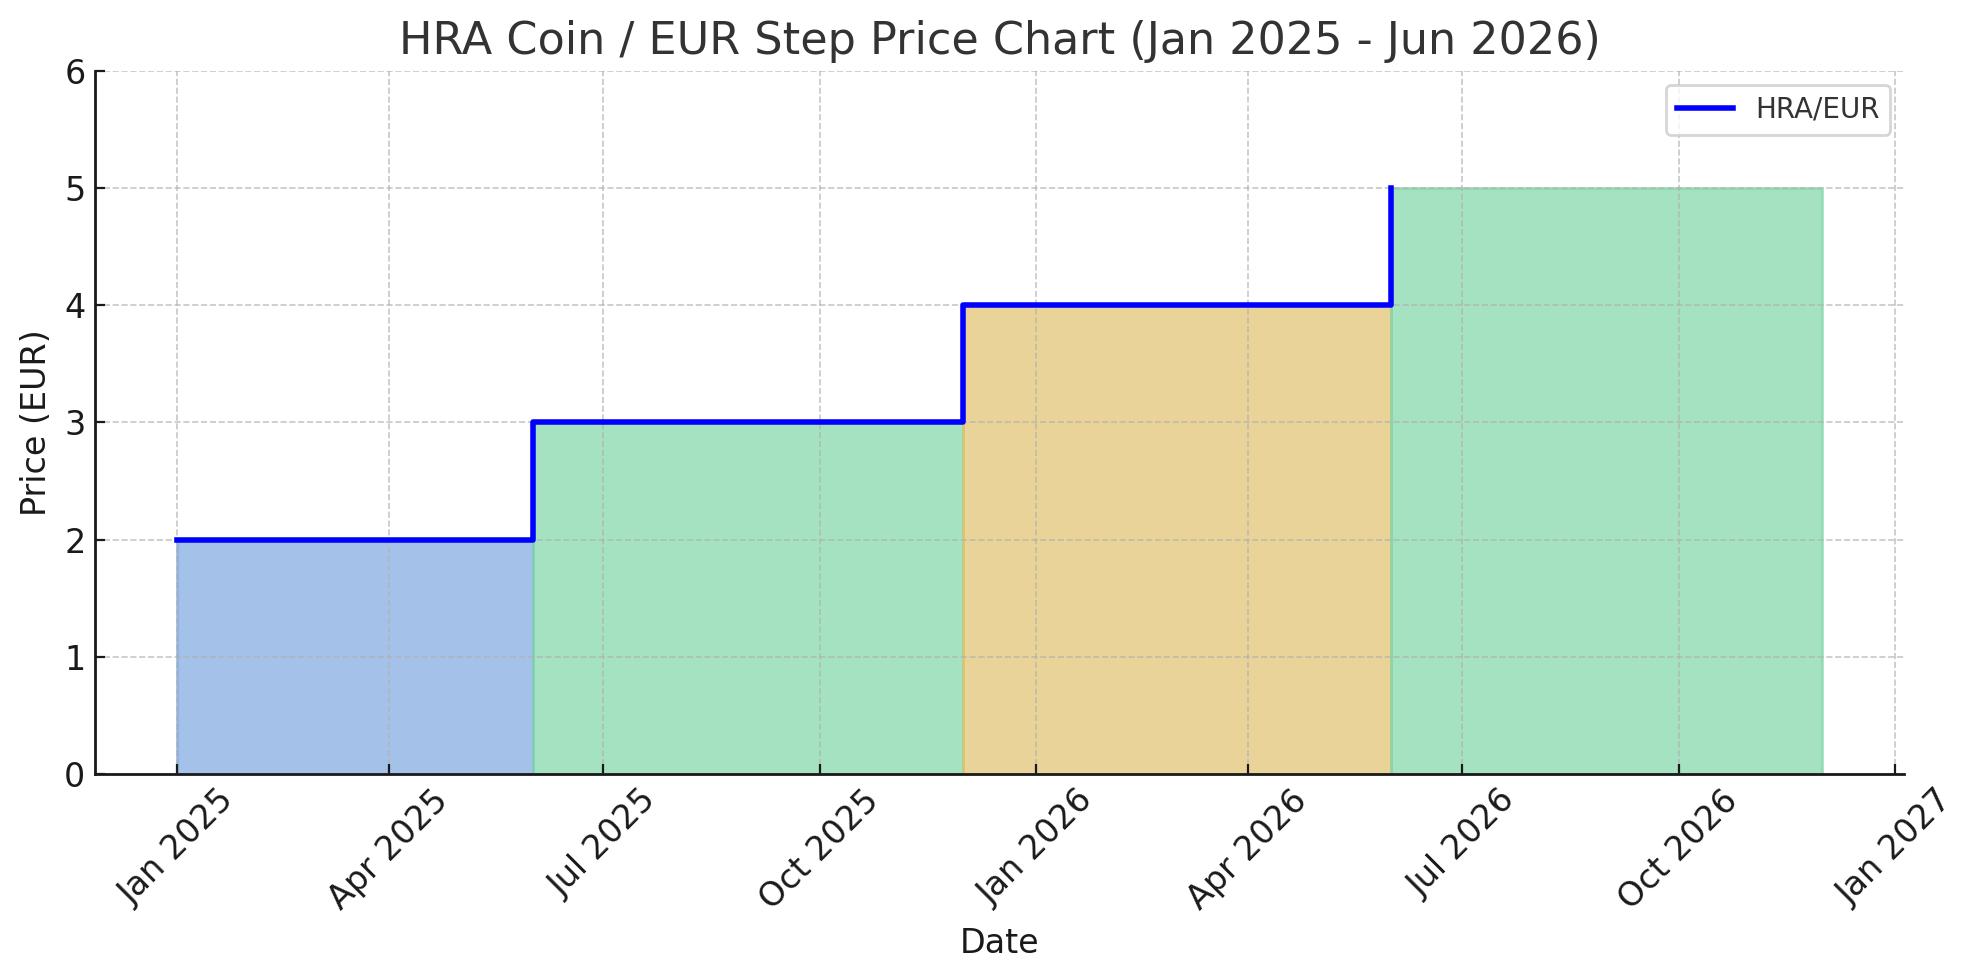 HRA Coin / EUR Step Price Chart (Jan 2025 - Jun 2026)
HRA/EUR
Price (EUR)
6
5
4
3
2
1
0
Jan 2025
Apr 2025
Jul 2025
Oct 2025
Jan 2026
Apr 2026
Jul 2026
Oct 2026
Jan 2027
Date